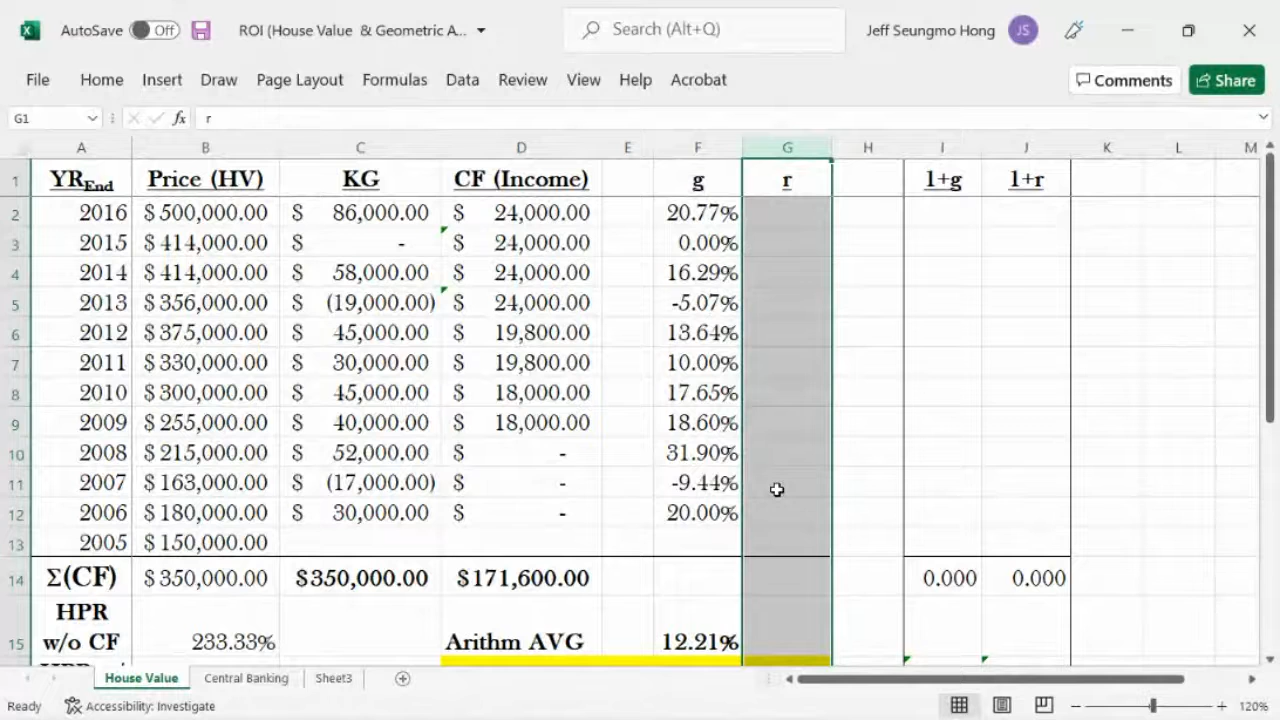 AutoSave Off ROI (House Value & Geometric A... Search (Alt+Q) Jeff Seungmo Hong JS
File Home Insert Draw Page Layout Formulas Data Review View Help Acrobat Comments Share
G1 fx r
A B C D E F G H I J K L M
1 YREnd Price (HV) KG CF (Income) g r 1+g 1+r
2 2016 $ 500,000.00 $ 86,000.00 $ 24,000.00 20.77%
3 2015 $ 414,000.00 $ - $ 24,000.00 0.00%
4 2014 $ 414,000.00 $ 58,000.00 $ 24,000.00 16.29%
5 2013 $ 356,000.00 $ (19,000.00) $ 24,000.00 -5.07%
6 2012 $ 375,000.00 $ 45,000.00 $ 19,800.00 13.64%
7 2011 $ 330,000.00 $ 30,000.00 $ 19,800.00 10.00%
8 2010 $ 300,000.00 $ 45,000.00 $ 18,000.00 17.65%
9 2009 $ 255,000.00 $ 40,000.00 $ 18,000.00 18.60%
10 2008 $ 215,000.00 $ 52,000.00 $ - 31.90%
11 2007 $ 163,000.00 $ (17,000.00) $ - -9.44%
12 2006 $ 180,000.00 $ 30,000.00 $ - 20.00%
13 2005 $ 150,000.00
14 Σ(CF) $ 350,000.00 $350,000.00 $171,600.00 0.000 0.000
HPR
15 w/o CF 233.33% Arithm AVG 12.21%
House Value Central Banking Sheet3
Ready Accessibility: Investigate 120%